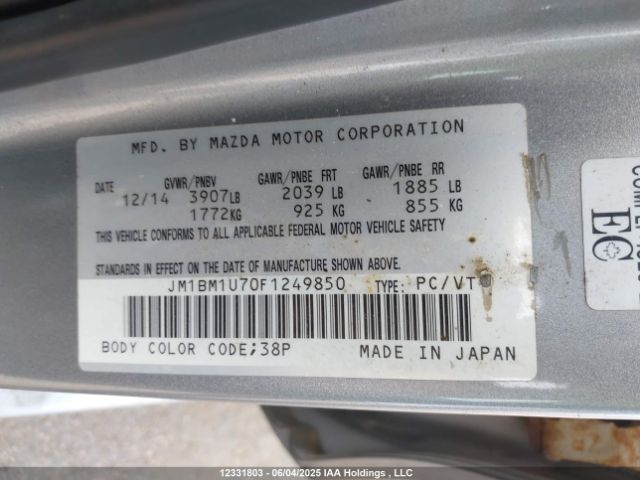 MFD. BY MAZDA MOTOR CORPORATION
DATE GVWR/PNBV GAWR/PNBE FRT GAWR/PNBE RR
12/14 3907LB 2039 LB 1885 LB
1772KG 925 KG 855 KG
THIS VEHICLE CONFORMS TO ALL APPLICABLE FEDERAL MOTOR VEHICLE SAFETY
STANDARDS IN EFFECT ON THE DATE OF MANUFACTURE SHOWN ABOVE.
JM1BM1U70F1249850 TYPE: PC/VT
BODY COLOR CODE;38P MADE IN JAPAN
EC
12331803 - 06/04/2025 IAA Holdings , LLC